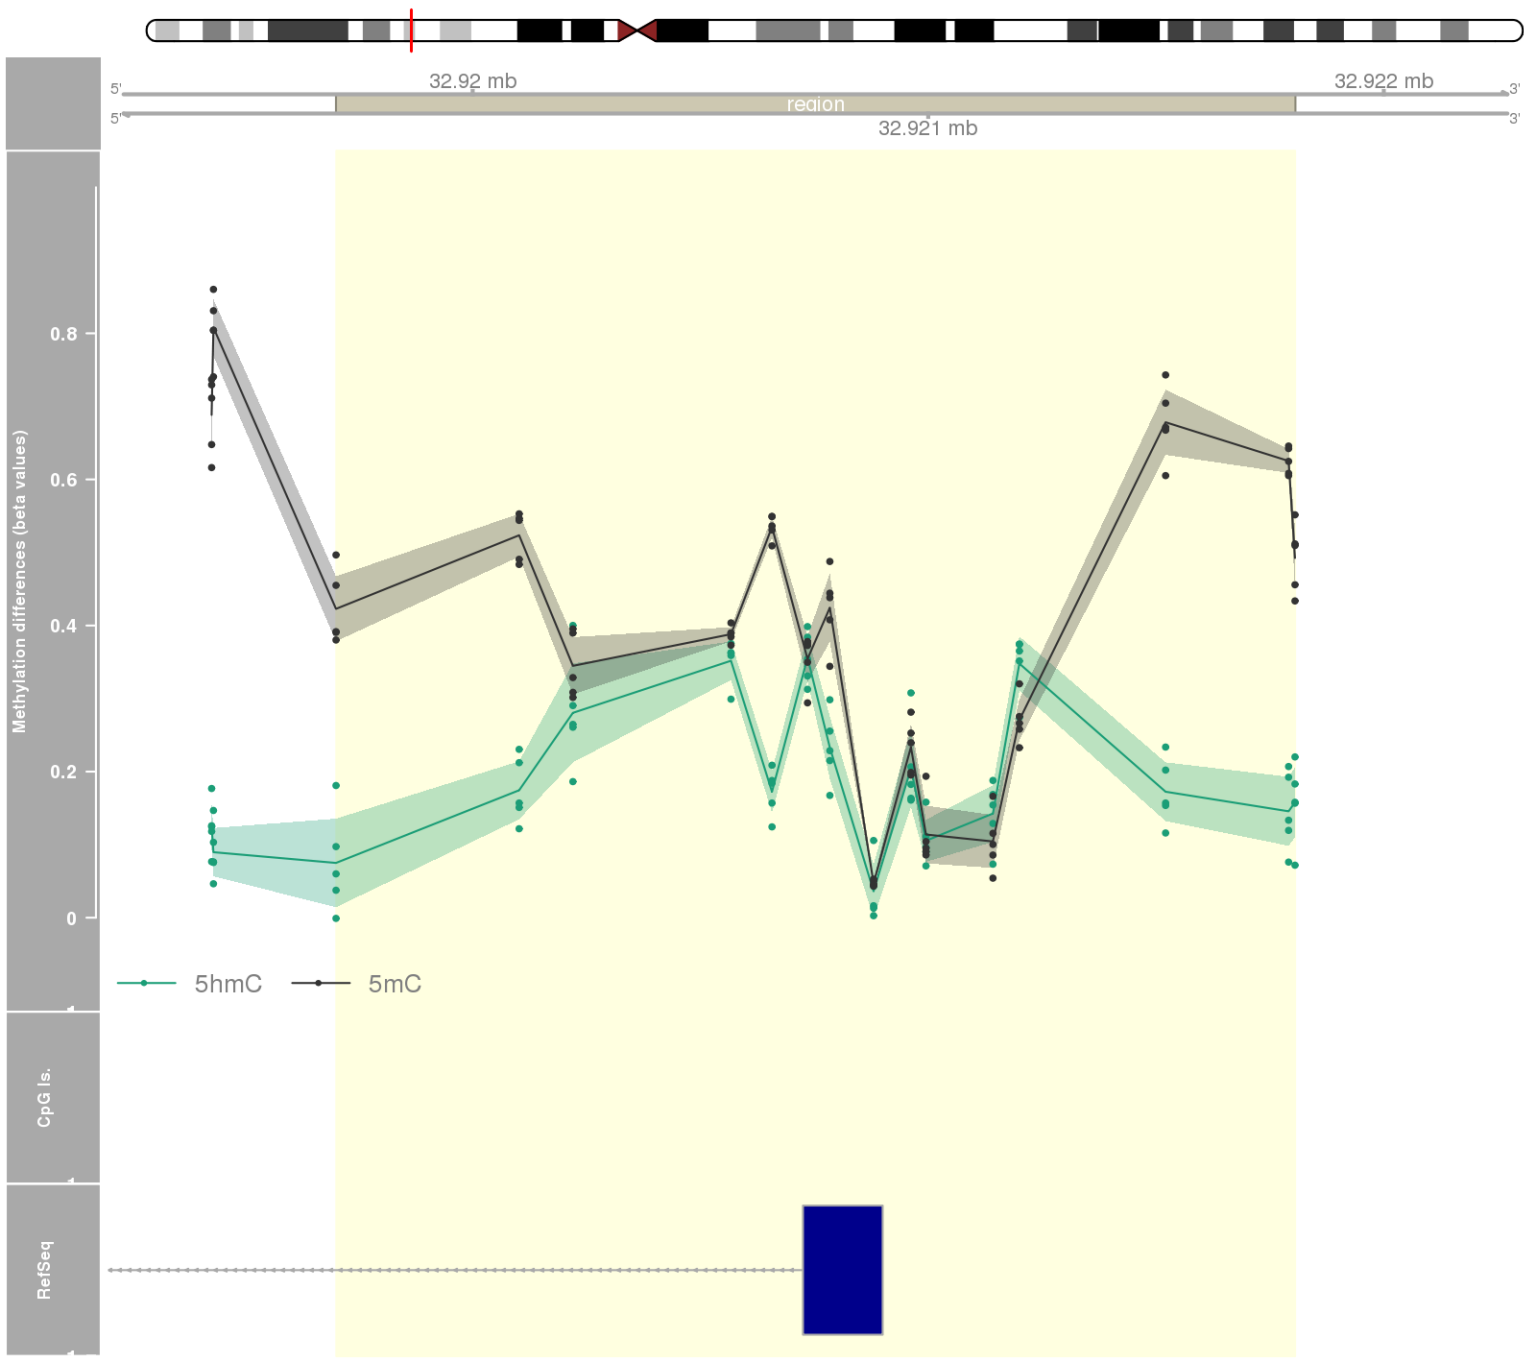 32.92 mb
32.922 mb
5'
3'
region
5'
3'
32.921 mb
Methylation differences (beta values)
0.8
0.6
0.4
0.2
0
5hmC
5mC
CpG Is.
RefSeq